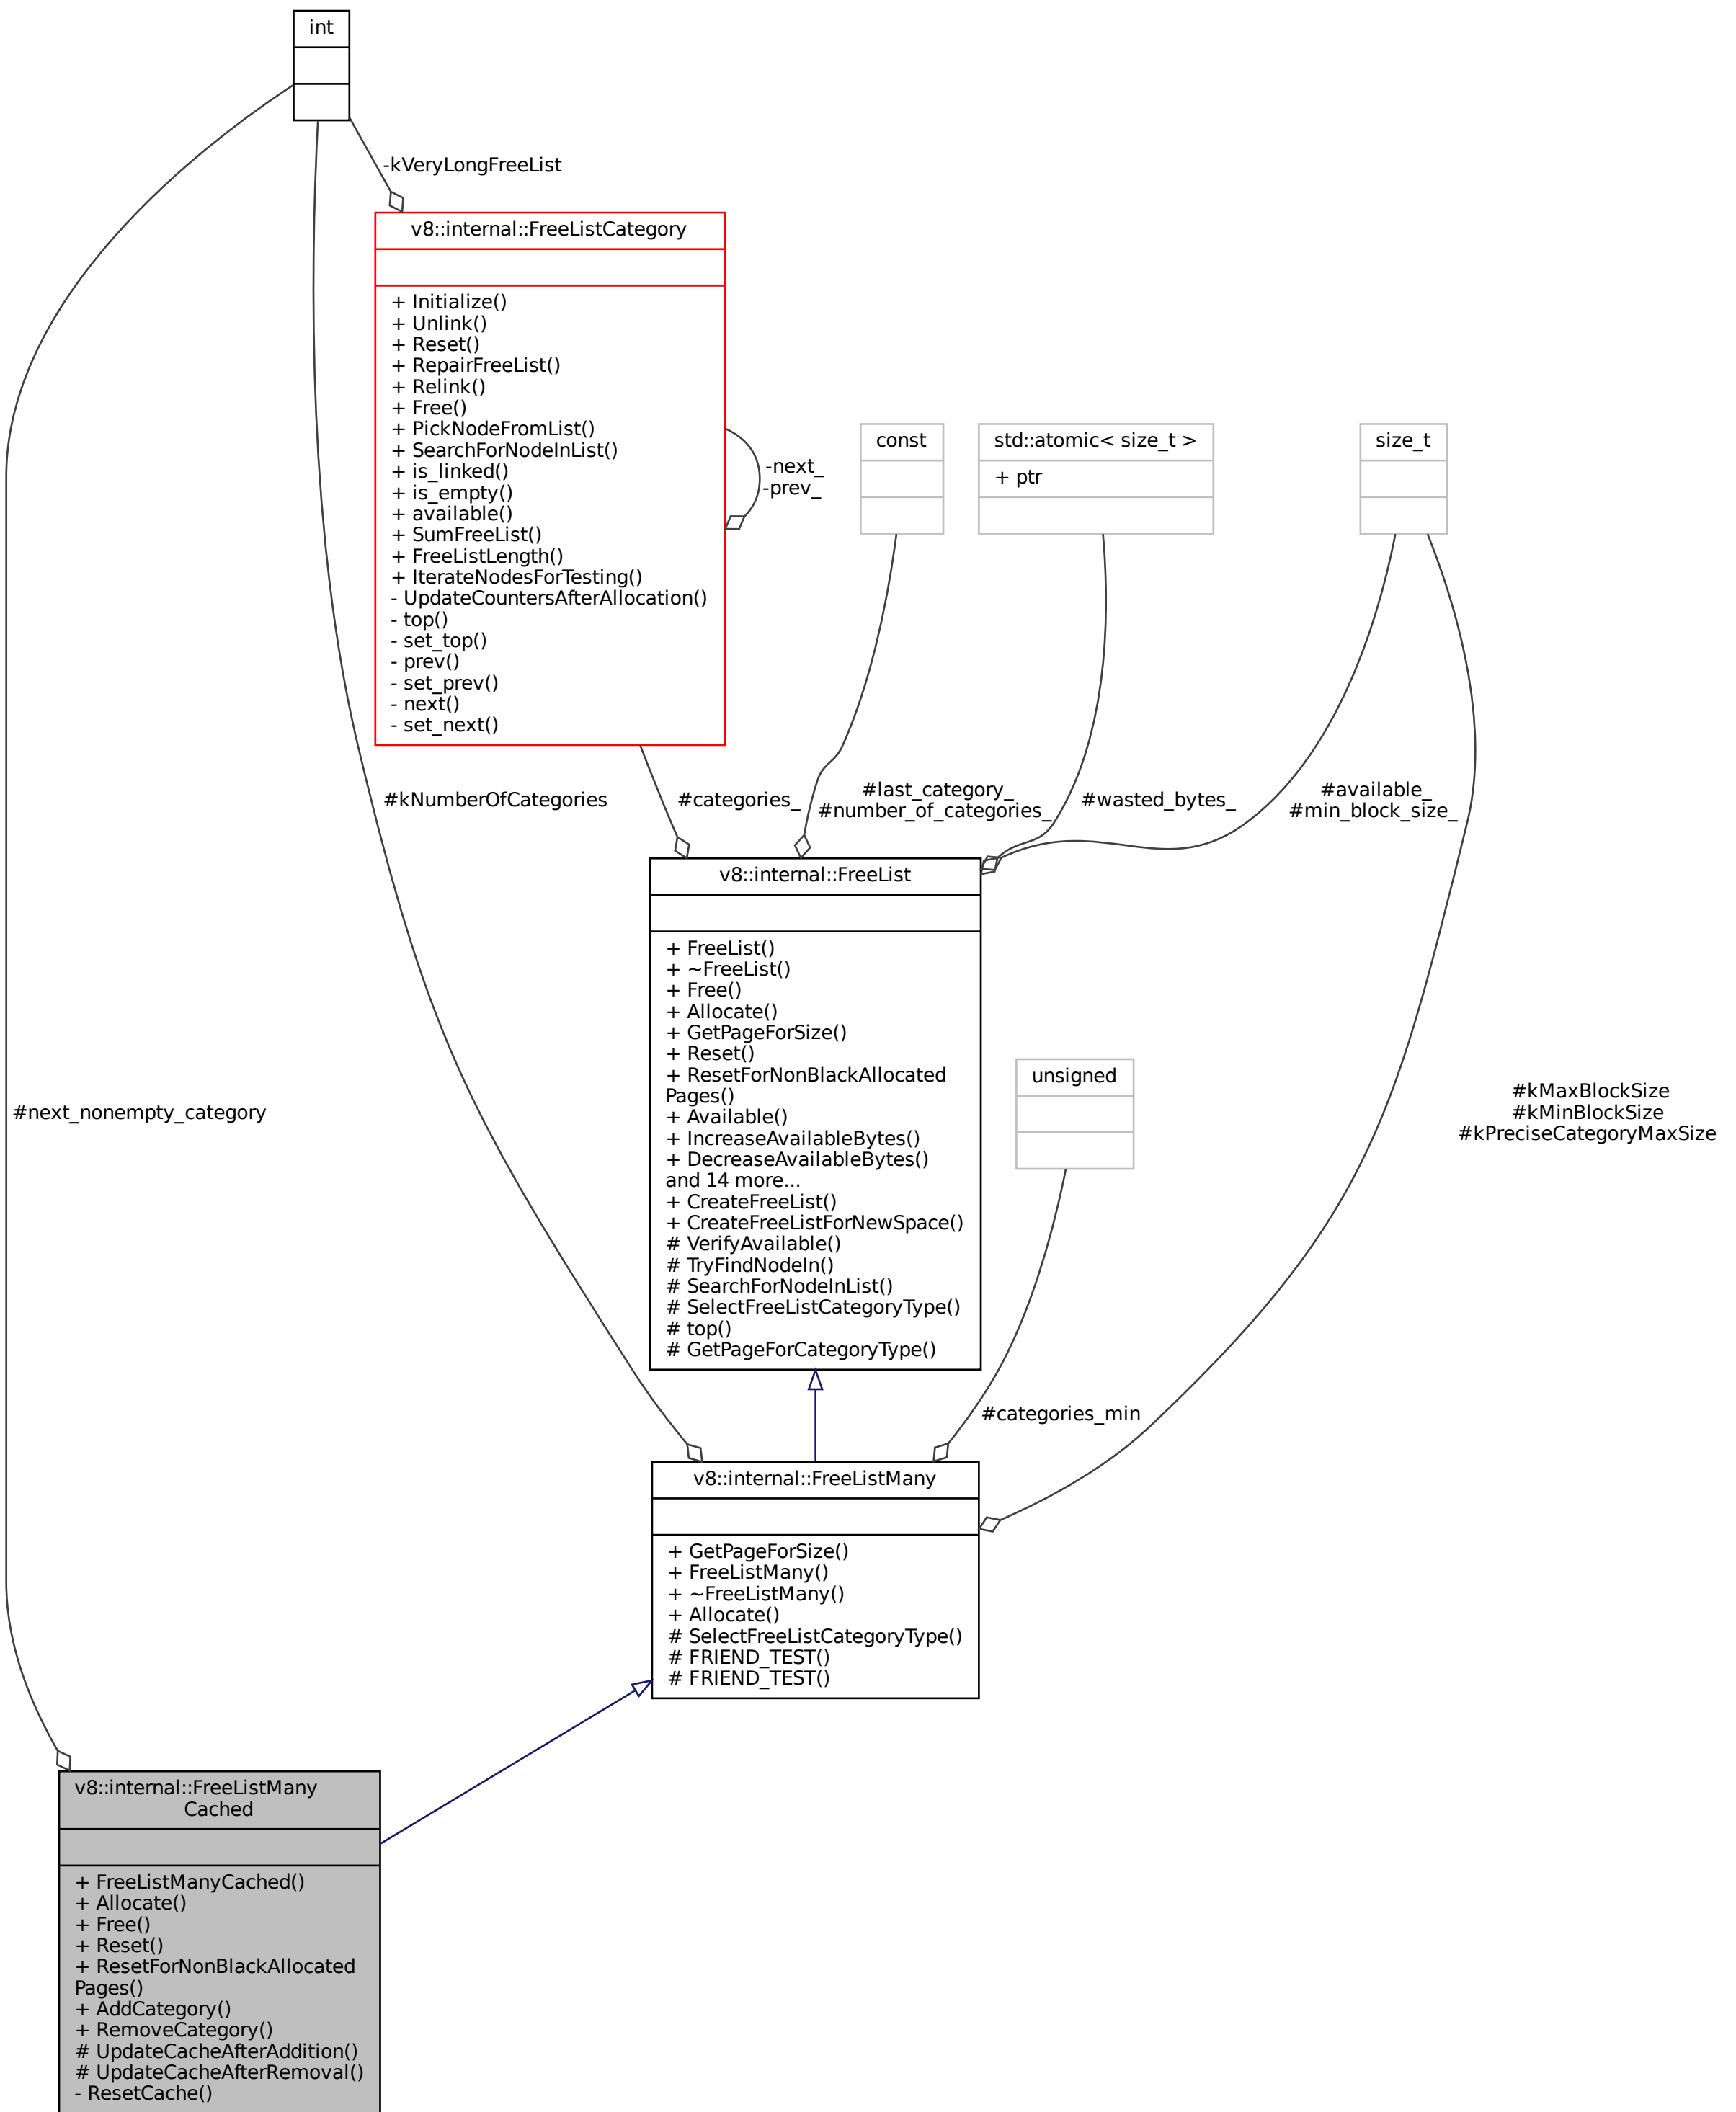 int
-kVeryLongFreeList
v8::internal::FreeListCategory
+ Initialize()
+ Unlink()
+ Reset()
+ RepairFreeList()
+ Relink()
+ Free()
+ PickNodeFromList()
+ SearchForNodeInList()
+ is_linked()
+ is_empty()
+ available()
+ SumFreeList()
+ FreeListLength()
+ IterateNodesForTesting()
- UpdateCountersAfterAllocation()
- top()
- set_top()
- prev()
- set_prev()
- next()
- set_next()
-next_
-prev_
const
std::atomic< size_t >
+ ptr
size_t
#kNumberOfCategories
#categories_
#last_category_
#number_of_categories_
#wasted_bytes_
#available_
#min_block_size_
v8::internal::FreeList
+ FreeList()
+ ~FreeList()
+ Free()
+ Allocate()
+ GetPageForSize()
+ Reset()
+ ResetForNonBlackAllocated
Pages()
+ Available()
+ IncreaseAvailableBytes()
+ DecreaseAvailableBytes()
and 14 more...
+ CreateFreeList()
+ CreateFreeListForNewSpace()
# VerifyAvailable()
# TryFindNodeIn()
# SearchForNodeInList()
# SelectFreeListCategoryType()
# top()
# GetPageForCategoryType()
unsigned
#next_nonempty_category
#kMaxBlockSize
#kMinBlockSize
#kPreciseCategoryMaxSize
#categories_min
v8::internal::FreeListMany
+ GetPageForSize()
+ FreeListMany()
+ ~FreeListMany()
+ Allocate()
# SelectFreeListCategoryType()
# FRIEND_TEST()
# FRIEND_TEST()
v8::internal::FreeListMany
Cached
+ FreeListManyCached()
+ Allocate()
+ Free()
+ Reset()
+ ResetForNonBlackAllocated
Pages()
+ AddCategory()
+ RemoveCategory()
# UpdateCacheAfterAddition()
# UpdateCacheAfterRemoval()
- ResetCache()